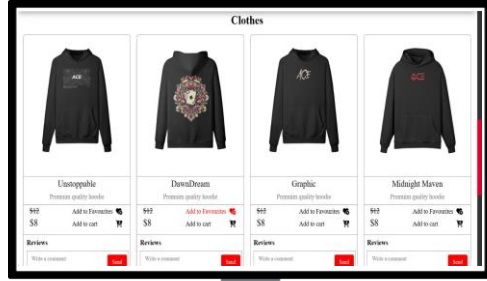 Clothes
ACE
ACE
ACE
Unstoppable
DawnDream
Graphic
Midnight Maven
Premium quality hoodie
Premium quality hoodie
Premium quality hoodie
Premium quality hoodie
$12 Add to Favourites
$12 Add to Favourites
$12 Add to Favourites
$12 Add to Favourites
$8 Add to cart
$8 Add to cart
$8 Add to cart
$8 Add to cart
Reviews
Reviews
Reviews
Reviews
Write a comment Send
Write a comment Send
Write a comment Send
Write a comment Send